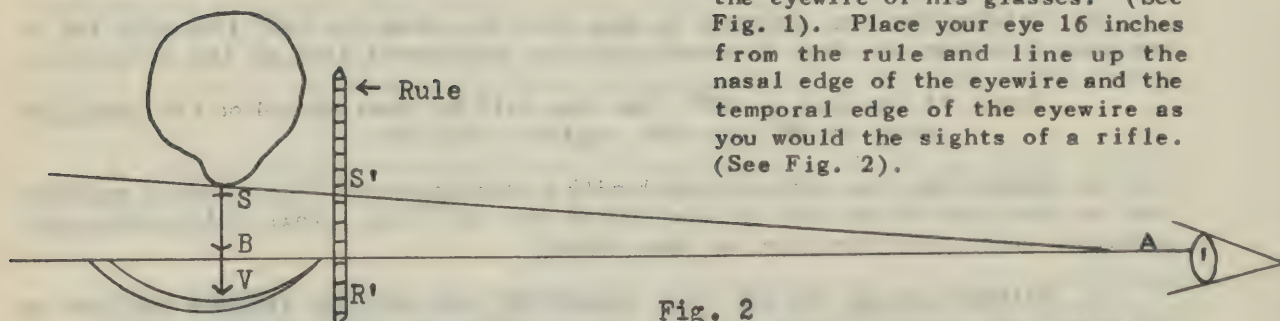 the eyewire of his glasses. (See
Fig. 1). Place your eye 16 inches
from the rule and line up the
nasal edge of the eyewire and the
temporal edge of the eyewire as
you would the sights of a rifle.
(See Fig. 2).
← Rule
S'
S
B
A
V
R'
Fig. 2